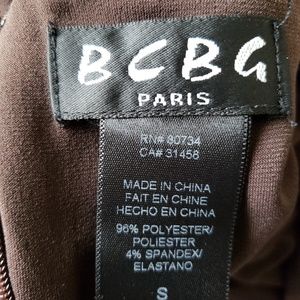 BCBG
PARIS
RN# 80734
CA# 31458
MADE IN CHINA
FAIT EN CHINE
HECHO EN CHINA
96% POLYESTER/
POLIESTER
4% SPANDEX/
ELASTANO
S